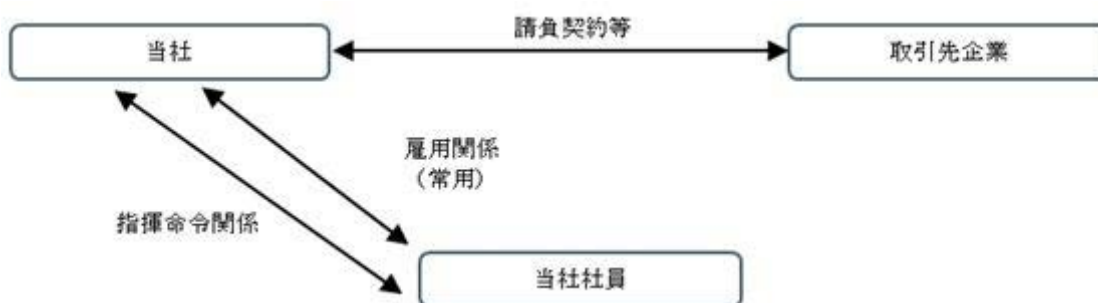 請負契約等
当社
取引先企業
雇用関係
（常用）
指揮命令関係
当社社員